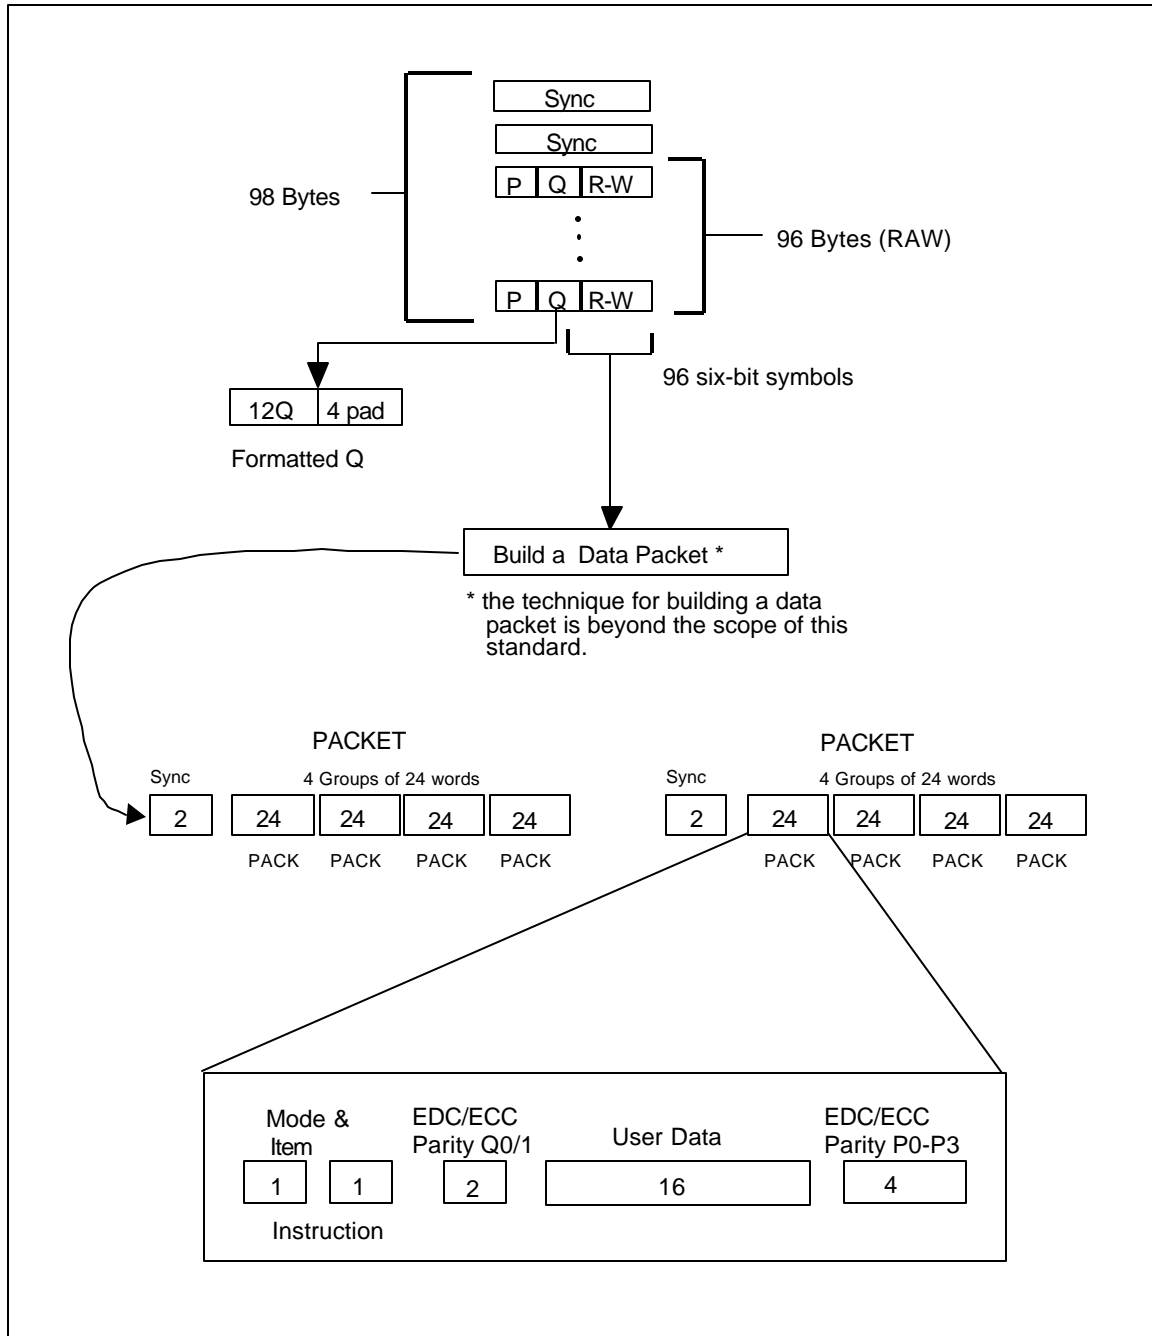 Sync
Sync
P Q R-W
98 Bytes
96 Bytes (RAW)
P Q R-W
96 six-bit symbols
12Q 4 pad
Formatted Q
Build a Data Packet *
* the technique for building a data
packet is beyond the scope of this
standard.
PACKET
Sync 4 Groups of 24 words
2 24 24 24 24
PACK PACK PACK PACK
PACKET
Sync 4 Groups of 24 words
2 24 24 24 24
PACK PACK PACK PACK
Mode &
Item
EDC/ECC
Parity Q0/1
User Data
EDC/ECC
Parity P0-P3
1 1 2 16 4
Instruction